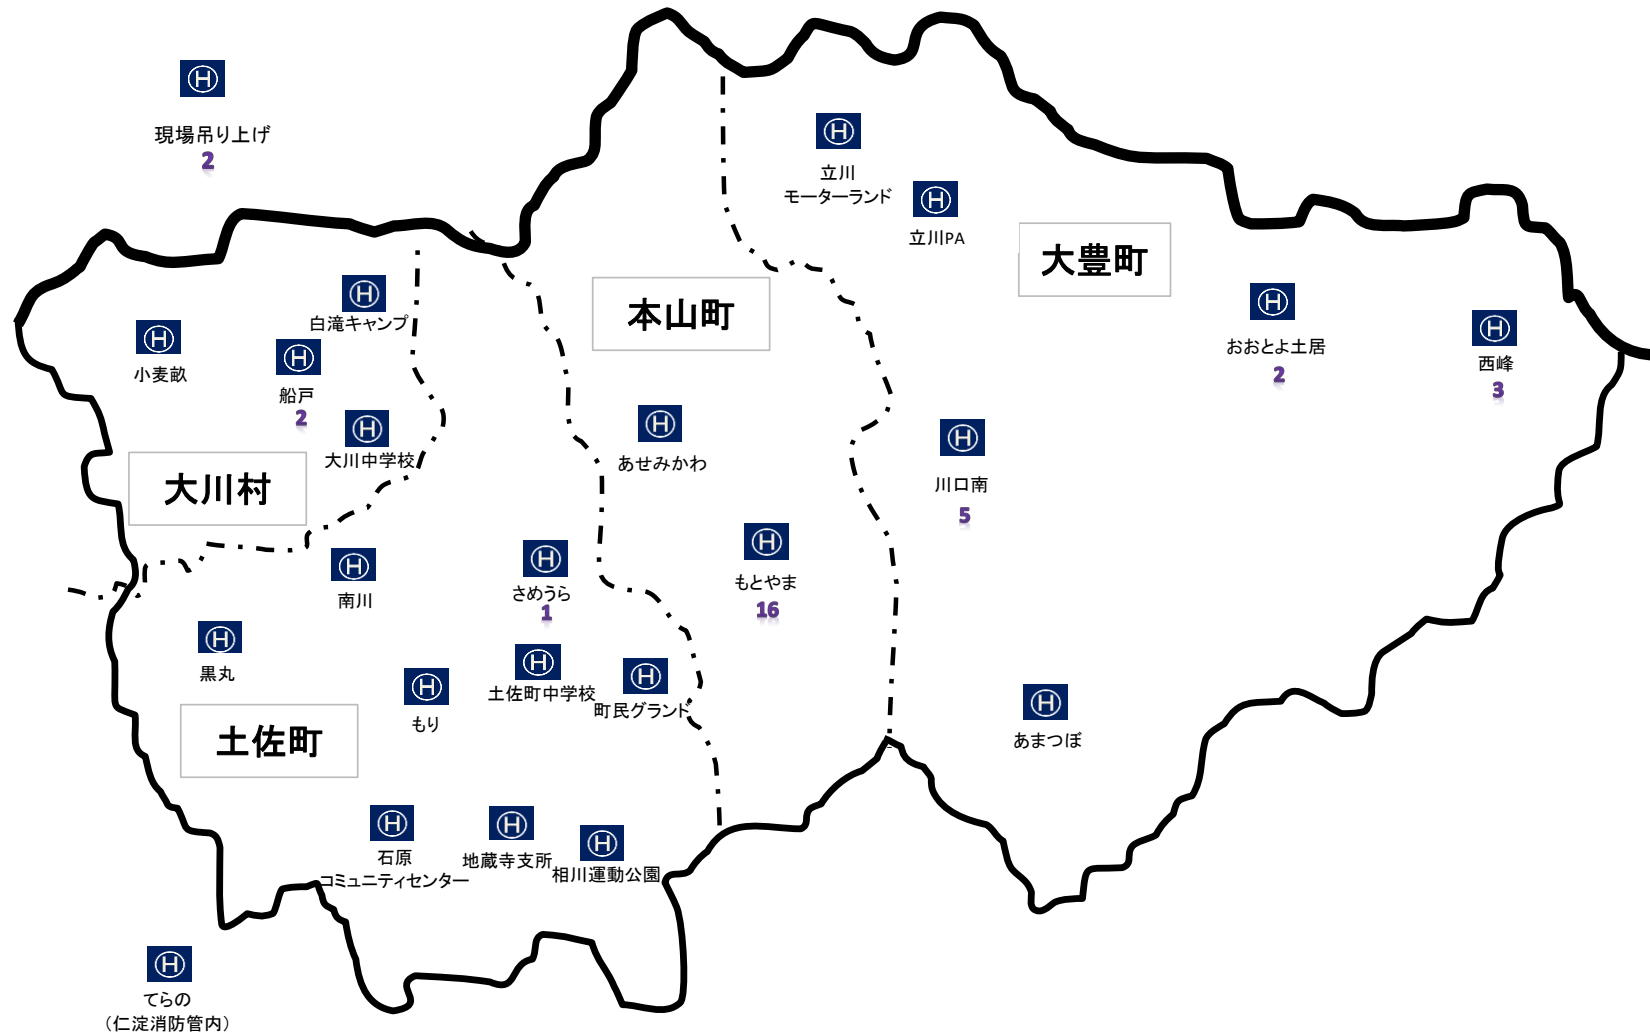 Ⓗ
現場吊り上げ
2
Ⓗ
立川
モーターランド
Ⓗ
立川PA
大豊町
Ⓗ
おおとよ土居
2
Ⓗ
西峰
3
Ⓗ
白滝キャンプ
Ⓗ
小麦畝
Ⓗ
船戸
2
Ⓗ
大川中学校
大川村
本山町
Ⓗ
あせみかわ
Ⓗ
川口南
5
Ⓗ
もとやま
16
Ⓗ
南川
Ⓗ
さめうら
1
Ⓗ
黒丸
Ⓗ
もり
Ⓗ
土佐町中学校
Ⓗ
町民グランド
土佐町
Ⓗ
あまつぼ
Ⓗ
石原
コミュニティセンター
Ⓗ
地蔵寺支所
Ⓗ
相川運動公園
Ⓗ
てらの
（仁淀消防管内）